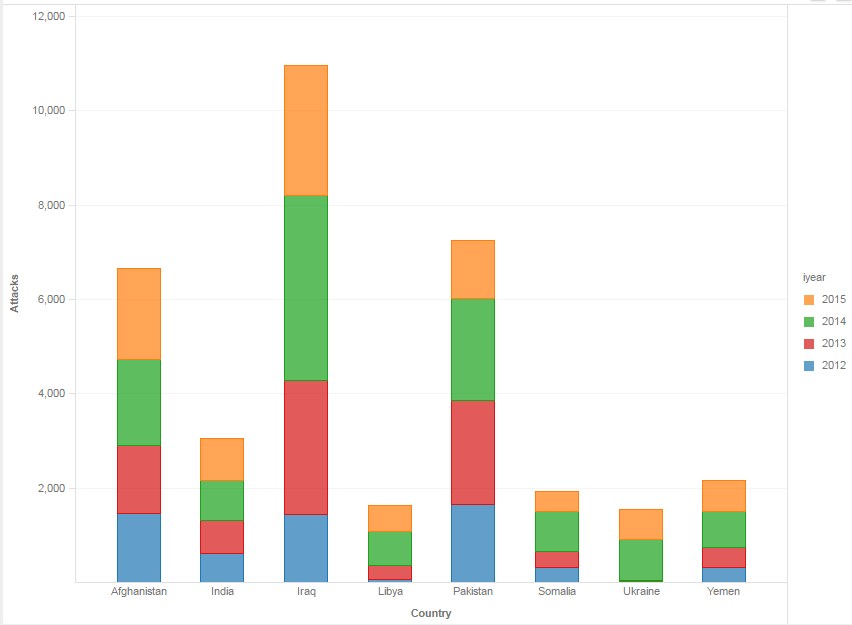 12,000
10,000
8,000
6,000
4,000
2,000
Attacks
Afghanistan India Iraq Libya Pakistan Somalia Ukraine Yemen
Country
iyear
2015
2014
2013
2012